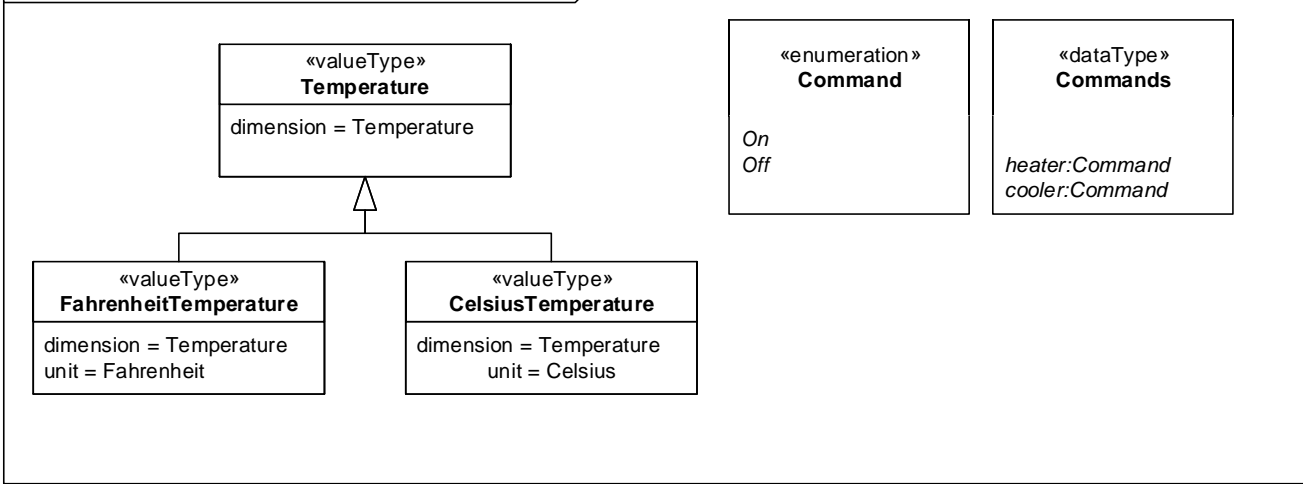 «valueType»
Temperature
dimension = Temperature
«valueType»
FahrenheitTemperature
dimension = Temperature
unit = Fahrenheit
«valueType»
CelsiusTemperature
dimension = Temperature
unit = Celsius
«enumeration»
Command
On
Off
«dataType»
Commands
heater:Command
cooler:Command